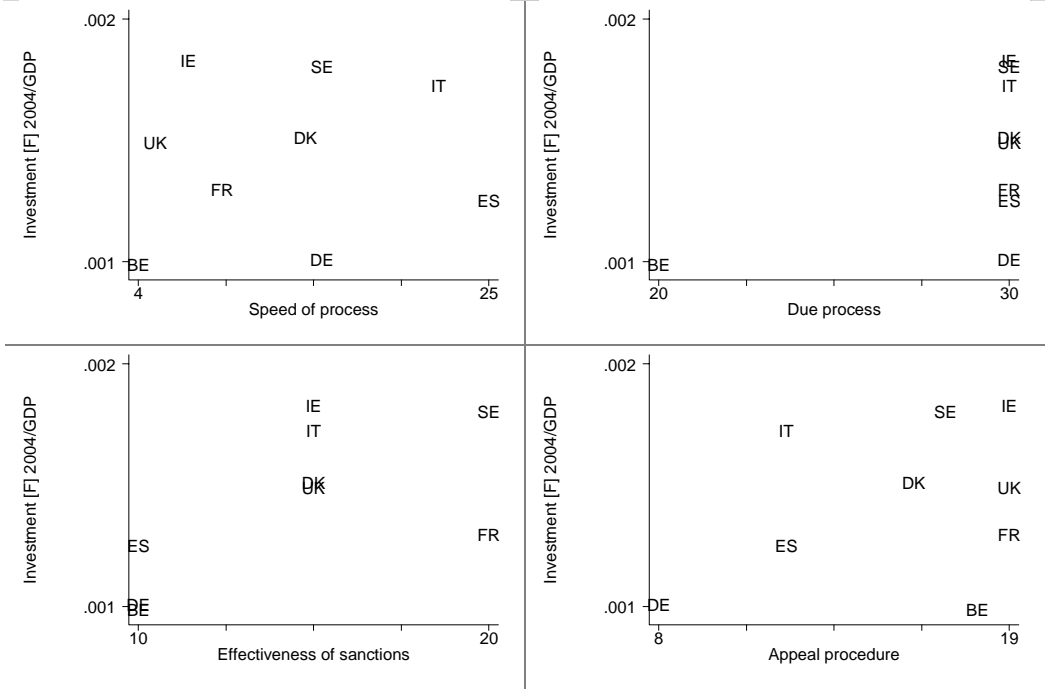 Investment [F] 2004/GDP
.002
IE
SE
IT
UK
DK
FR
ES
.001
BE
DE
4
25
Speed of process
Investment [F] 2004/GDP
.002
IE
SE
IT
DK
UK
FR
ES
.001
BE
DE
20
30
Due process
Investment [F] 2004/GDP
.002
IE
SE
IT
DK
UK
FR
ES
.001
DE
BE
10
20
Effectiveness of sanctions
Investment [F] 2004/GDP
.002
IE
SE
IT
DK
UK
FR
ES
.001
DE
BE
8
19
Appeal procedure